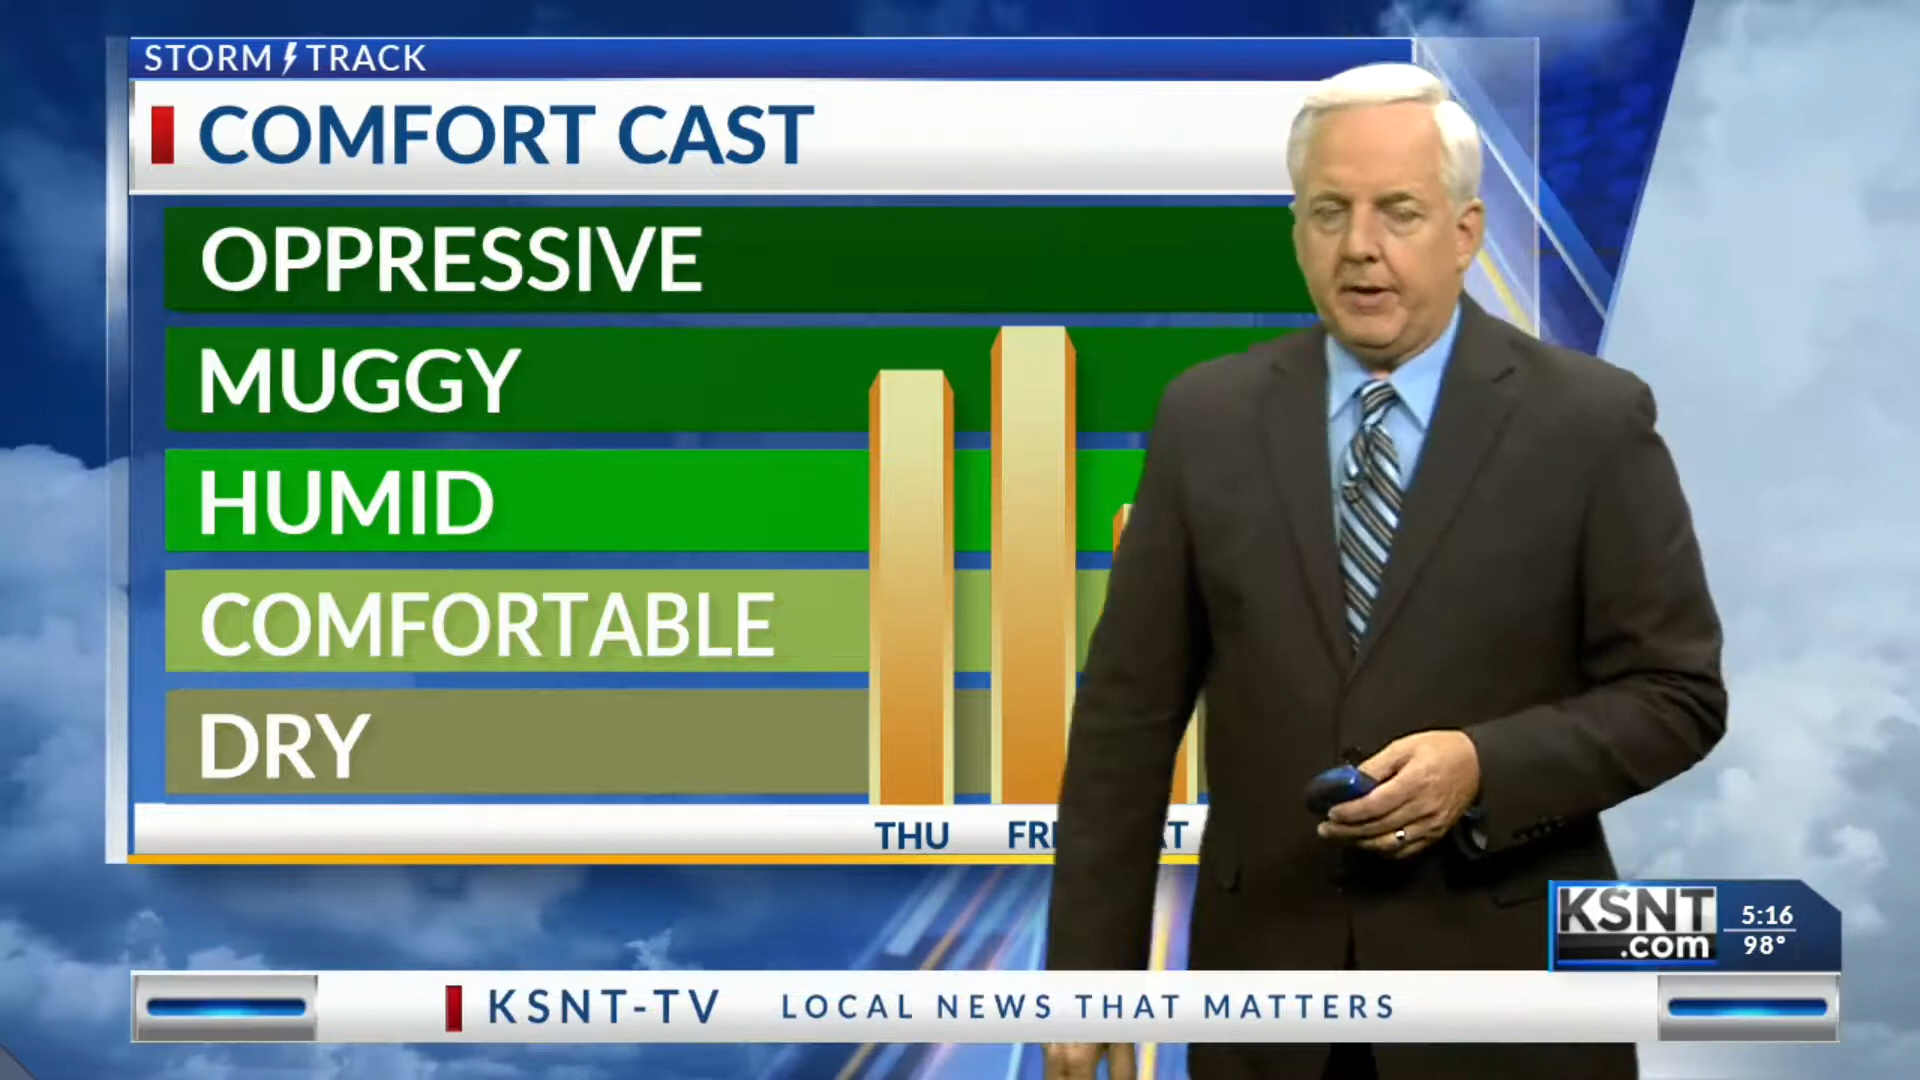 STORM TRACK
COMFORT CAST
OPPRESSIVE
MUGGY
HUMID
COMFORTABLE
DRY
THU FRI
KSNT
.com
5:16
98°
KSNT-TV LOCAL NEWS THAT MATTERS